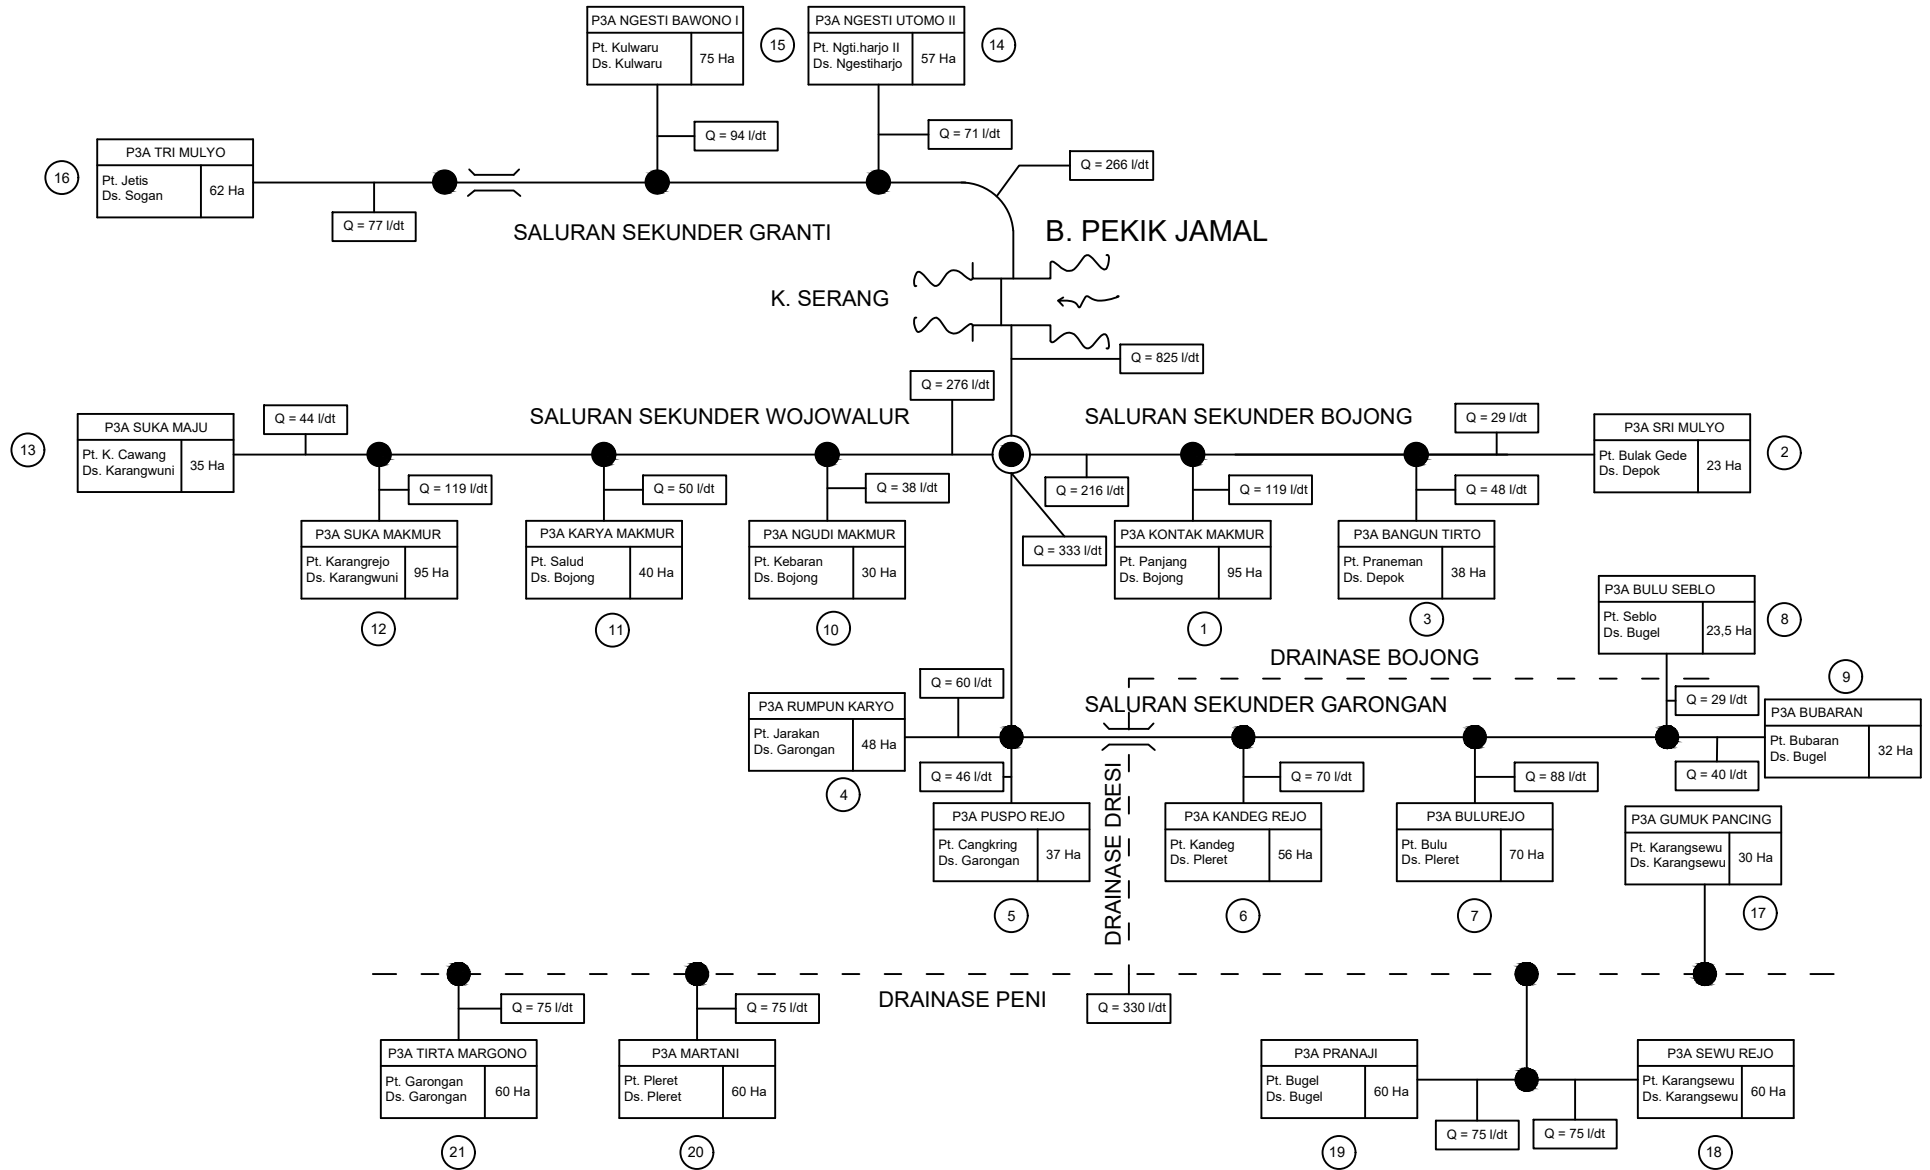 P3A NGESTI BAWONO I
Pt. Kulwaru
Ds. Kulwaru
75 Ha
15
P3A NGESTI UTOMO II
Pt. Ngti.harjo II
Ds. Ngestiharjo
57 Ha
14
Q = 94 l/dt
Q = 71 l/dt
Q = 266 l/dt
16
P3A TRI MULYO
Pt. Jetis
Ds. Sogan
62 Ha
Q = 77 l/dt
SALURAN SEKUNDER GRANTI
B. PEKIK JAMAL
K. SERANG
Q = 825 l/dt
Q = 276 l/dt
13
P3A SUKA MAJU
Pt. K. Cawang
Ds. Karangwuni
35 Ha
Q = 44 l/dt
SALURAN SEKUNDER WOJOWALUR
SALURAN SEKUNDER BOJONG
Q = 29 l/dt
P3A SRI MULYO
Pt. Bulak Gede
Ds. Depok
23 Ha
2
Q = 119 l/dt
Q = 50 l/dt
Q = 38 l/dt
Q = 216 l/dt
Q = 119 l/dt
Q = 48 l/dt
Q = 333 l/dt
P3A SUKA MAKMUR
Pt. Karangrejo
Ds. Karangwuni
95 Ha
12
P3A KARYA MAKMUR
Pt. Salud
Ds. Bojong
40 Ha
11
P3A NGUDI MAKMUR
Pt. Kebaran
Ds. Bojong
30 Ha
10
P3A KONTAK MAKMUR
Pt. Panjang
Ds. Bojong
95 Ha
1
P3A BANGUN TIRTO
Pt. Praneman
Ds. Depok
38 Ha
3
P3A BULU SEBLO
Pt. Seblo
Ds. Bugel
23,5 Ha
8
DRAINASE BOJONG
SALURAN SEKUNDER GARONGAN
Q = 29 l/dt
9
P3A BUBARAN
Pt. Bubaran
Ds. Bugel
32 Ha
Q = 40 l/dt
Q = 60 l/dt
P3A RUMPUN KARYO
Pt. Jarakan
Ds. Garongan
48 Ha
4
Q = 46 l/dt
Q = 70 l/dt
Q = 88 l/dt
P3A PUSPO REJO
Pt. Cangkring
Ds. Garongan
37 Ha
5
DRAINASE DRESI
P3A KANDEG REJO
Pt. Kandeg
Ds. Pleret
56 Ha
6
P3A BULUREJO
Pt. Bulu
Ds. Pleret
70 Ha
7
P3A GUMUK PANCING
Pt. Karangsewu
Ds. Karangsewu
30 Ha
17
DRAINASE PENI
Q = 75 l/dt
Q = 75 l/dt
Q = 330 l/dt
P3A TIRTA MARGONO
Pt. Garongan
Ds. Garongan
60 Ha
21
P3A MARTANI
Pt. Pleret
Ds. Pleret
60 Ha
20
P3A PRANAJI
Pt. Bugel
Ds. Bugel
60 Ha
19
Q = 75 l/dt
Q = 75 l/dt
P3A SEWU REJO
Pt. Karangsewu
Ds. Karangsewu
60 Ha
18